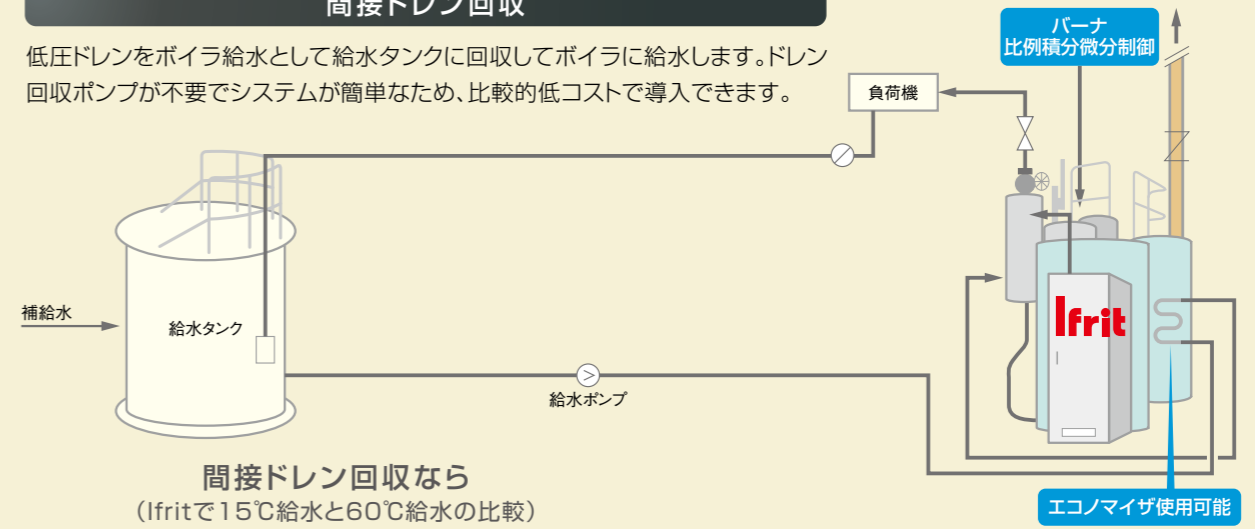 間接ドレン回収
低圧ドレンをボイラ給水として給水タンクに回収してボイラに給水します。ドレン
回収ポンプが不要でシステムが簡単なため、比較的低コストで導入できます。
バーナ
比例積分微分制御
負荷機
補給水
給水タンク
Ifrit
給水ポンプ
エコノマイザ使用可能
間接ドレン回収なら
（Ifritで15℃給水と60℃給水の比較）